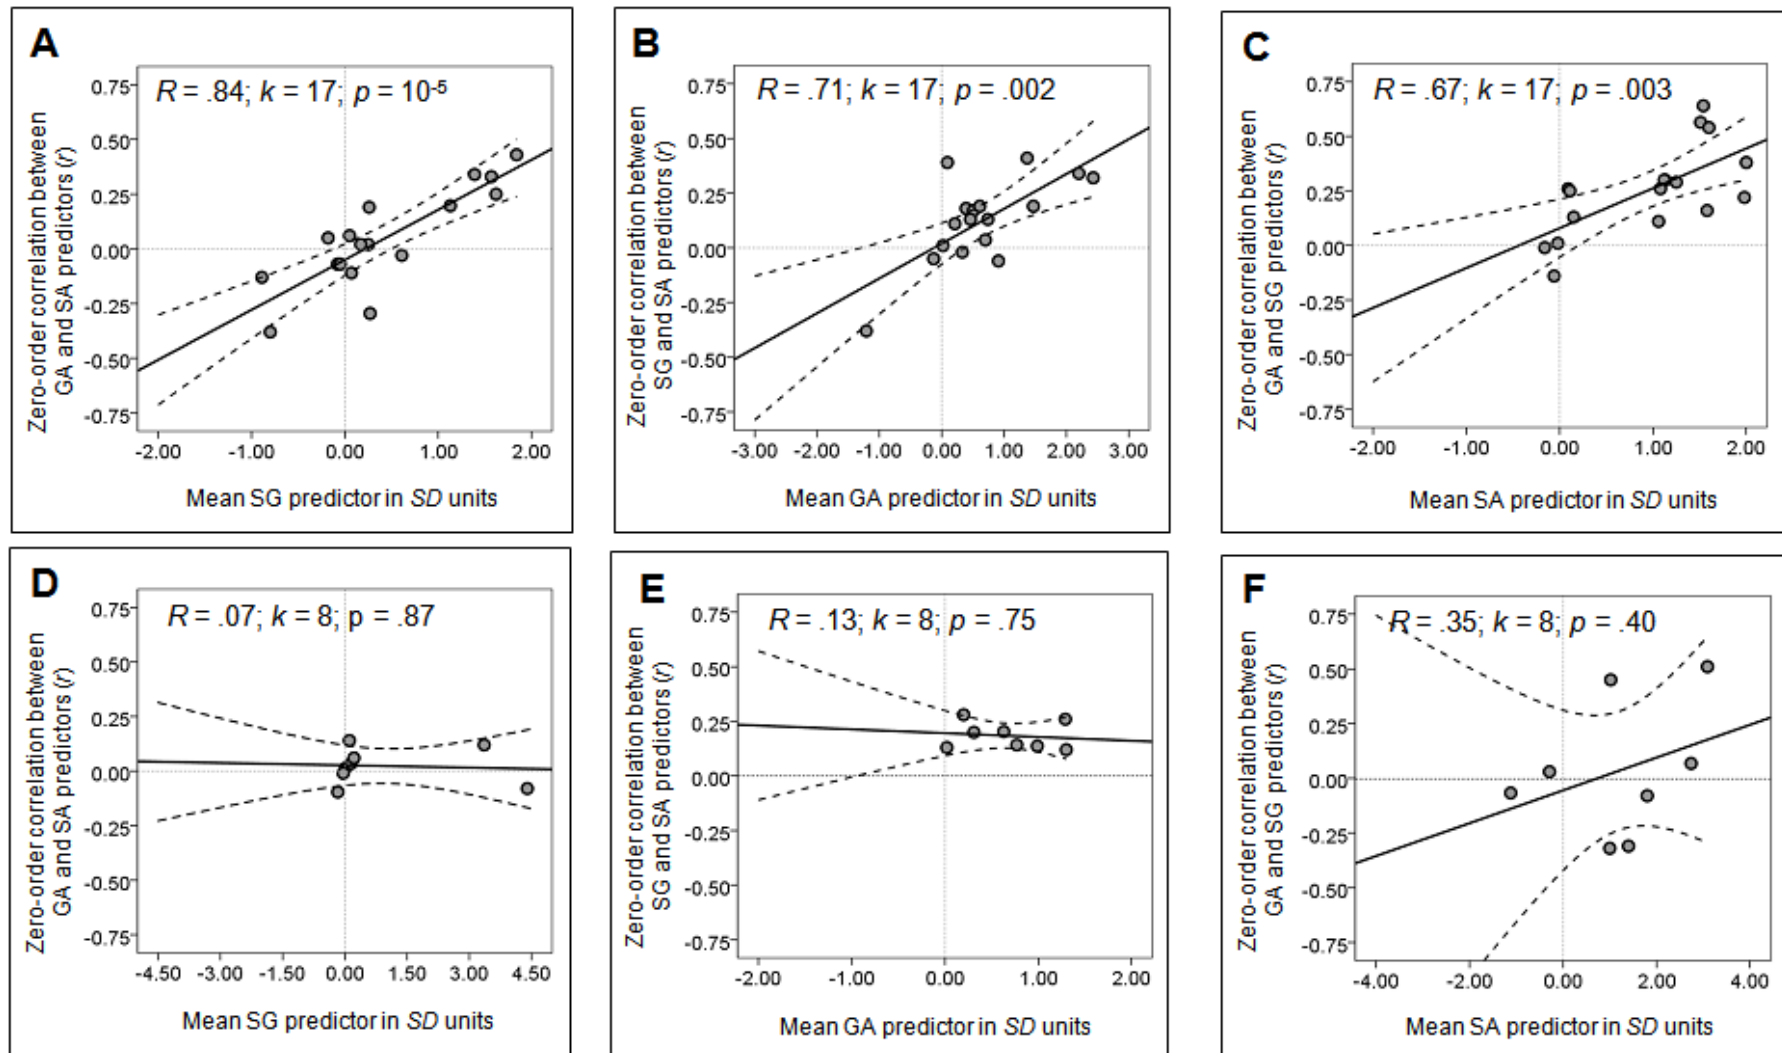 A
R = .84; k = 17; p = 10-5
Zero-order correlation between
GA and SA predictors (r)
0.75
0.50
0.25
0.00
-0.25
-0.50
-0.75
-2.00 -1.00 0.00 1.00 2.00
Mean SG predictor in SD units
B
R = .71; k = 17; p = .002
Zero-order correlation between
SG and SA predictors (r)
0.75
0.50
0.25
0.00
-0.25
-0.50
-0.75
-3.00 -2.00 -1.00 0.00 1.00 2.00 3.00
Mean GA predictor in SD units
C
R = .67; k = 17; p = .003
Zero-order correlation between
GA and SG predictors (r)
0.75
0.50
0.25
0.00
-0.25
-0.50
-0.75
-2.00 -1.00 0.00 1.00 2.00
Mean SA predictor in SD units
D
R = .07; k = 8; p = .87
Zero-order correlation between
GA and SA predictors (r)
0.75
0.50
0.25
0.00
-0.25
-0.50
-0.75
-4.50 -3.00 -1.50 0.00 1.50 3.00 4.50
Mean SG predictor in SD units
E
R = .13; k = 8; p = .75
Zero-order correlation between
SG and SA predictors (r)
0.75
0.50
0.25
0.00
-0.25
-0.50
-0.75
-2.00 -1.00 0.00 1.00 2.00
Mean GA predictor in SD units
F
R = .35; k = 8; p = .40
Zero-order correlation between
GA and SG predictors (r)
0.75
0.50
0.25
0.00
-0.25
-0.50
-0.75
-4.00 -2.00 0.00 2.00 4.00
Mean SA predictor in SD units